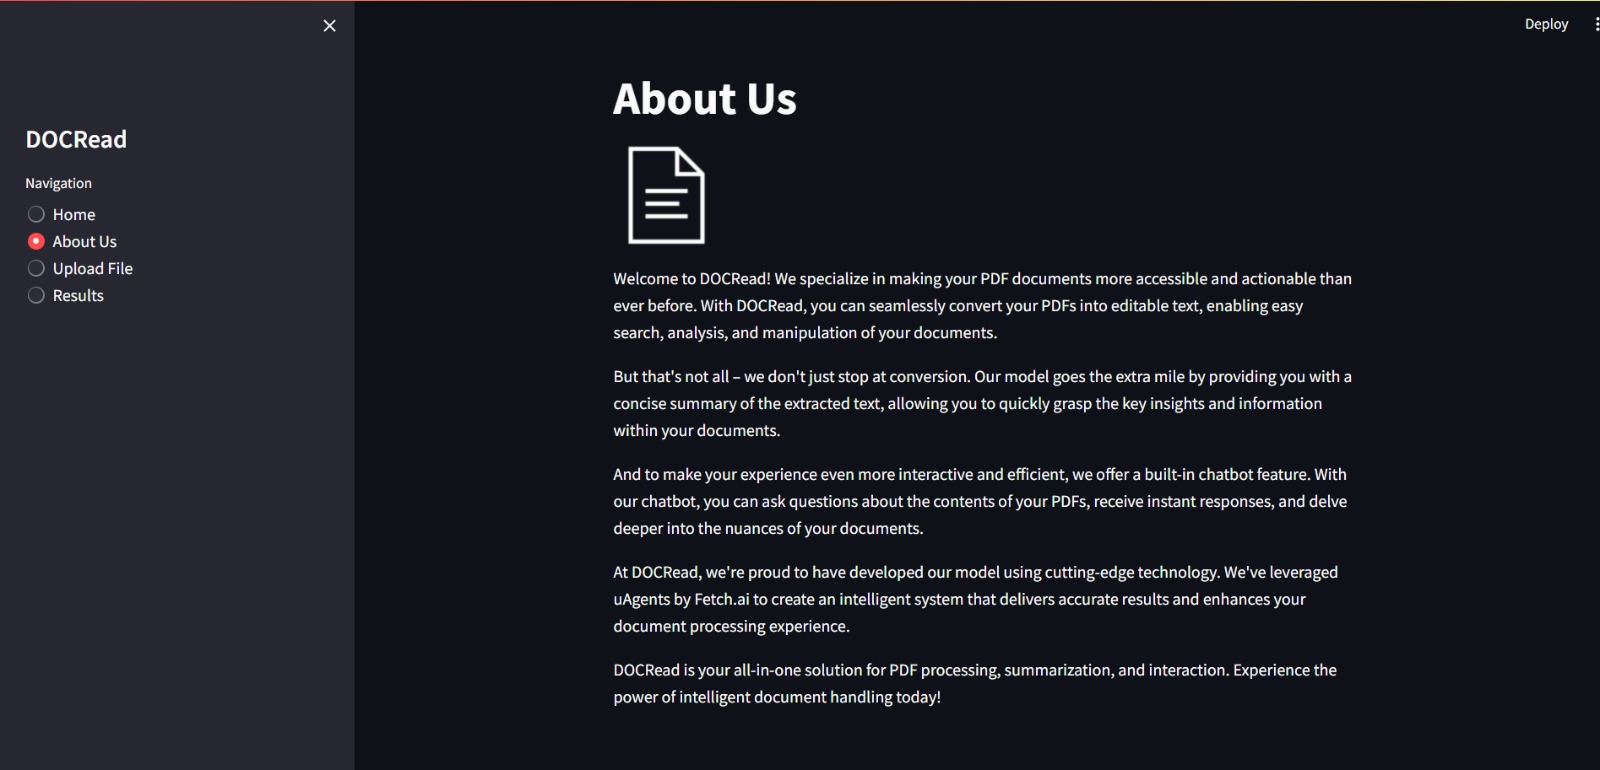 Deploy
DOCRead
Navigation
Home
About Us
Upload File
Results
About Us
Welcome to DOCRead! We specialize in making your PDF documents more accessible and actionable than
ever before. With DOCRead, you can seamlessly convert your PDFs into editable text, enabling easy
search, analysis, and manipulation of your documents.
But that's not all – we don't just stop at conversion. Our model goes the extra mile by providing you with a
concise summary of the extracted text, allowing you to quickly grasp the key insights and information
within your documents.
And to make your experience even more interactive and efficient, we offer a built-in chatbot feature. With
our chatbot, you can ask questions about the contents of your PDFs, receive instant responses, and delve
deeper into the nuances of your documents.
At DOCRead, we're proud to have developed our model using cutting-edge technology. We've leveraged
uAgents by Fetch.ai to create an intelligent system that delivers accurate results and enhances your
document processing experience.
DOCRead is your all-in-one solution for PDF processing, summarization, and interaction. Experience the
power of intelligent document handling today!